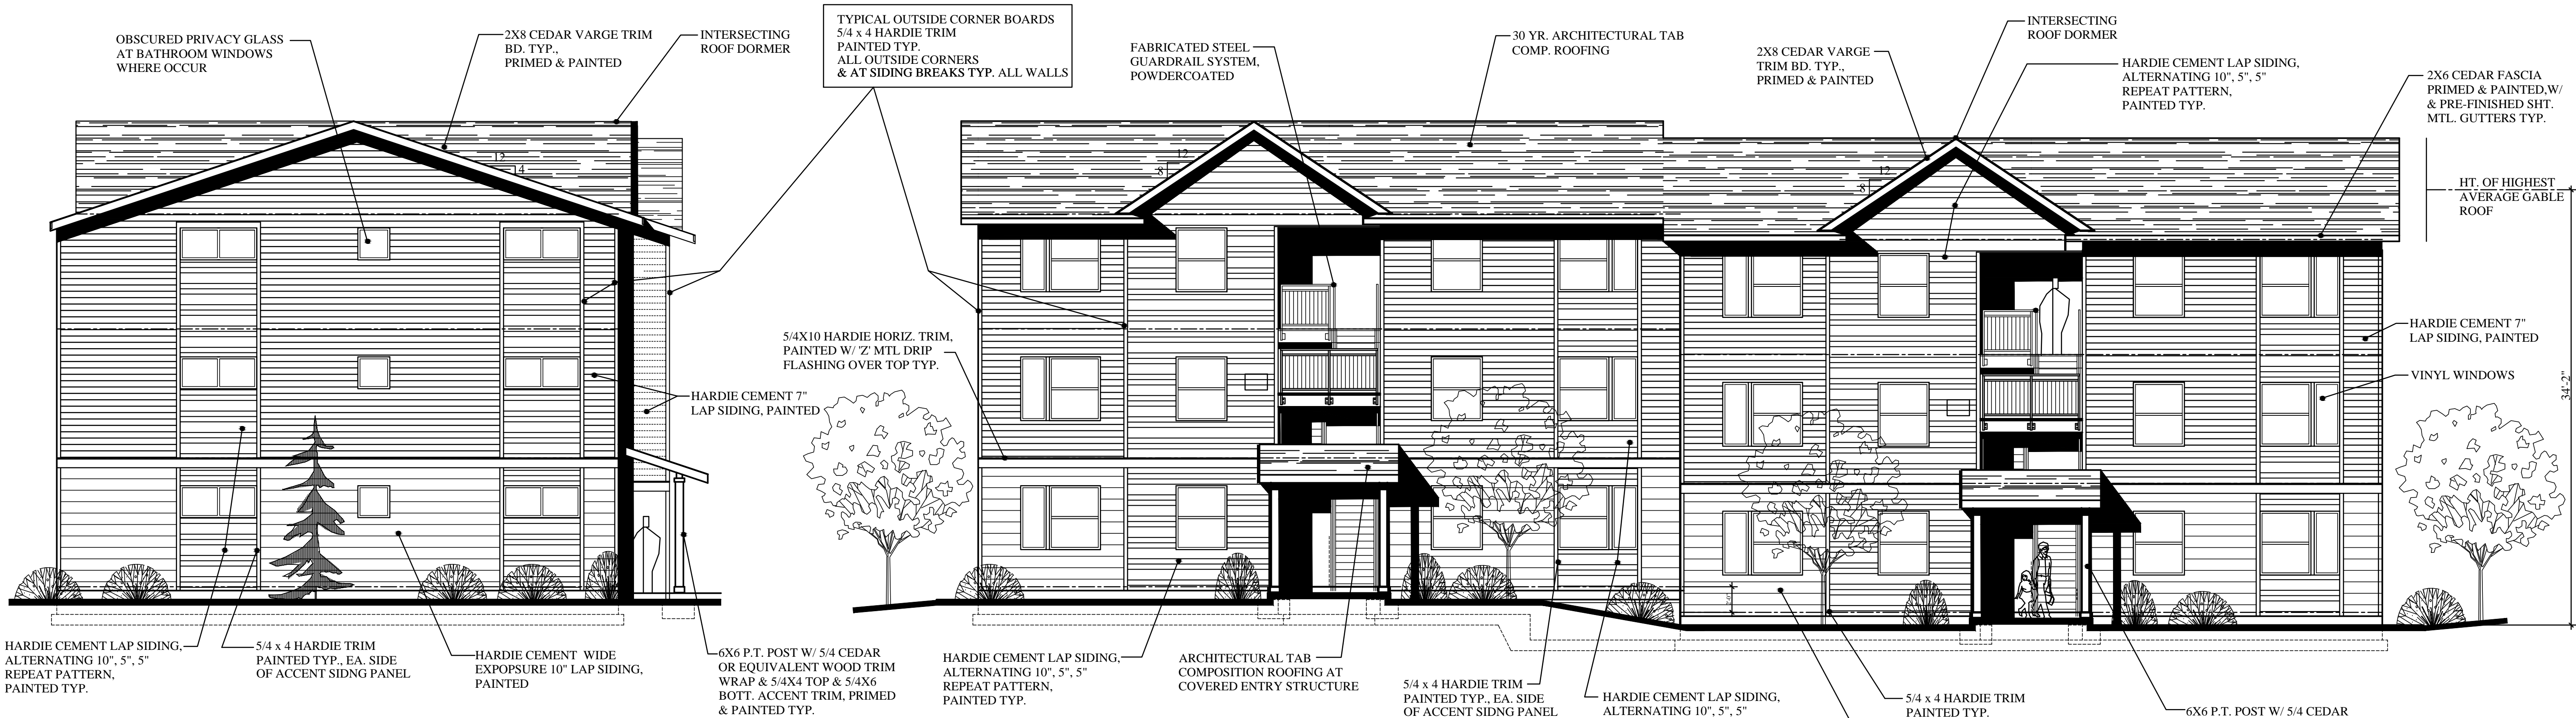 OBSCURED PRIVACY GLASS
AT BATHROOM WINDOWS
WHERE OCCUR
2X8 CEDAR VARGE TRIM
BD. TYP.,
PRIMED & PAINTED
INTERSECTING
ROOF DORMER
TYPICAL OUTSIDE CORNER BOARDS
5/4 x 4 HARDIE TRIM
PAINTED TYP.
ALL OUTSIDE CORNERS
& AT SIDING BREAKS TYP. ALL WALLS
FABRICATED STEEL
GUARDRAIL SYSTEM,
POWDERCOATED
30 YR. ARCHITECTURAL TAB
COMP. ROOFING
2X8 CEDAR VARGE
TRIM BD. TYP.,
PRIMED & PAINTED
INTERSECTING
ROOF DORMER
HARDIE CEMENT LAP SIDING,
ALTERNATING 10", 5", 5"
REPEAT PATTERN,
PAINTED TYP.
2X6 CEDAR FASCIA
PRIMED & PAINTED,W/
& PRE-FINISHED SHT.
MTL. GUTTERS TYP.
12
4
12
8
12
8
HT. OF HIGHEST
AVERAGE GABLE
ROOF
5/4X10 HARDIE HORIZ. TRIM,
PAINTED W/ 'Z' MTL DRIP
FLASHING OVER TOP TYP.
HARDIE CEMENT 7"
LAP SIDING, PAINTED
HARDIE CEMENT 7"
LAP SIDING, PAINTED
VINYL WINDOWS
34'-2"
HARDIE CEMENT LAP SIDING,
ALTERNATING 10", 5", 5"
REPEAT PATTERN,
PAINTED TYP.
5/4 x 4 HARDIE TRIM
PAINTED TYP., EA. SIDE
OF ACCENT SIDNG PANEL
HARDIE CEMENT WIDE
EXPOPSURE 10" LAP SIDING,
PAINTED
6X6 P.T. POST W/ 5/4 CEDAR
OR EQUIVALENT WOOD TRIM
WRAP & 5/4X4 TOP & 5/4X6
BOTT. ACCENT TRIM, PRIMED
& PAINTED TYP.
HARDIE CEMENT LAP SIDING,
ALTERNATING 10", 5", 5"
REPEAT PATTERN,
PAINTED TYP.
ARCHITECTURAL TAB
COMPOSITION ROOFING AT
COVERED ENTRY STRUCTURE
5/4 x 4 HARDIE TRIM
PAINTED TYP., EA. SIDE
OF ACCENT SIDNG PANEL
HARDIE CEMENT LAP SIDING,
ALTERNATING 10", 5", 5"
5/4 x 4 HARDIE TRIM
PAINTED TYP.
6X6 P.T. POST W/ 5/4 CEDAR